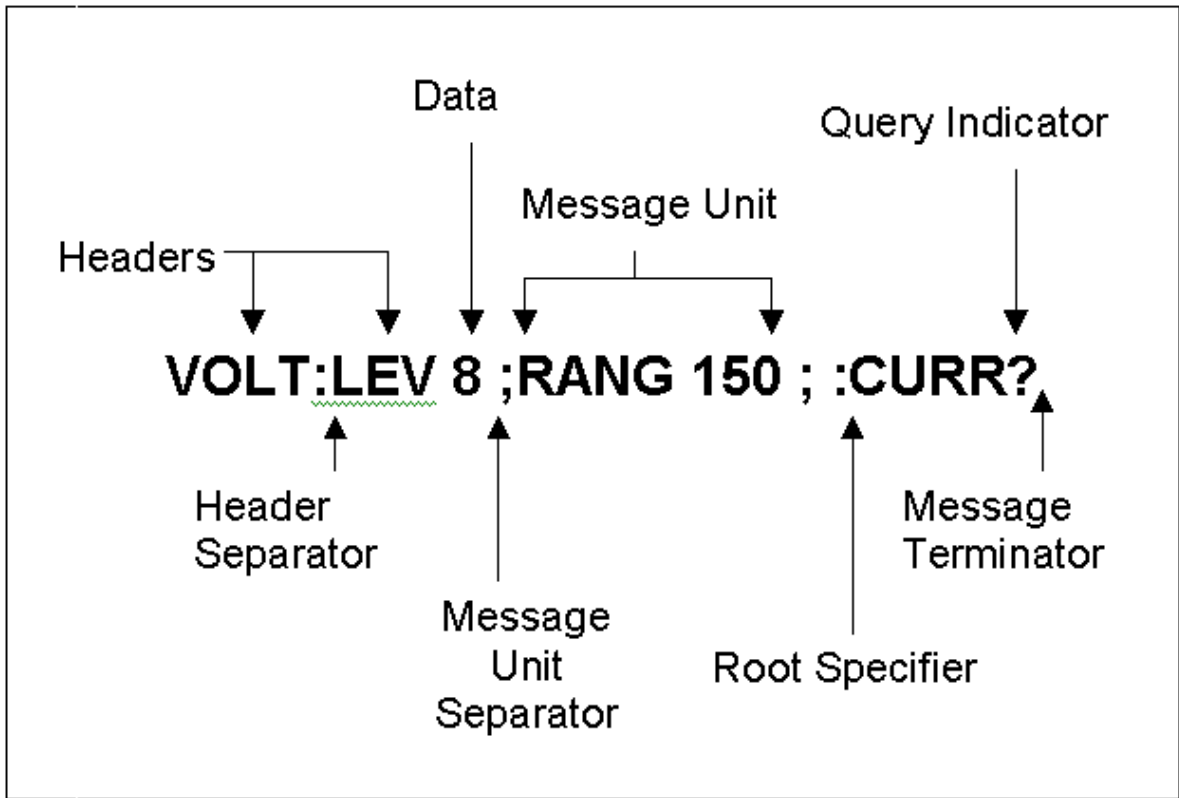 Data
Query Indicator
Message Unit
Headers
VOLT:LEV 8 ;RANG 150 ; :CURR?
Header
Separator
Message
Terminator
Message
Unit
Separator
Root Specifier